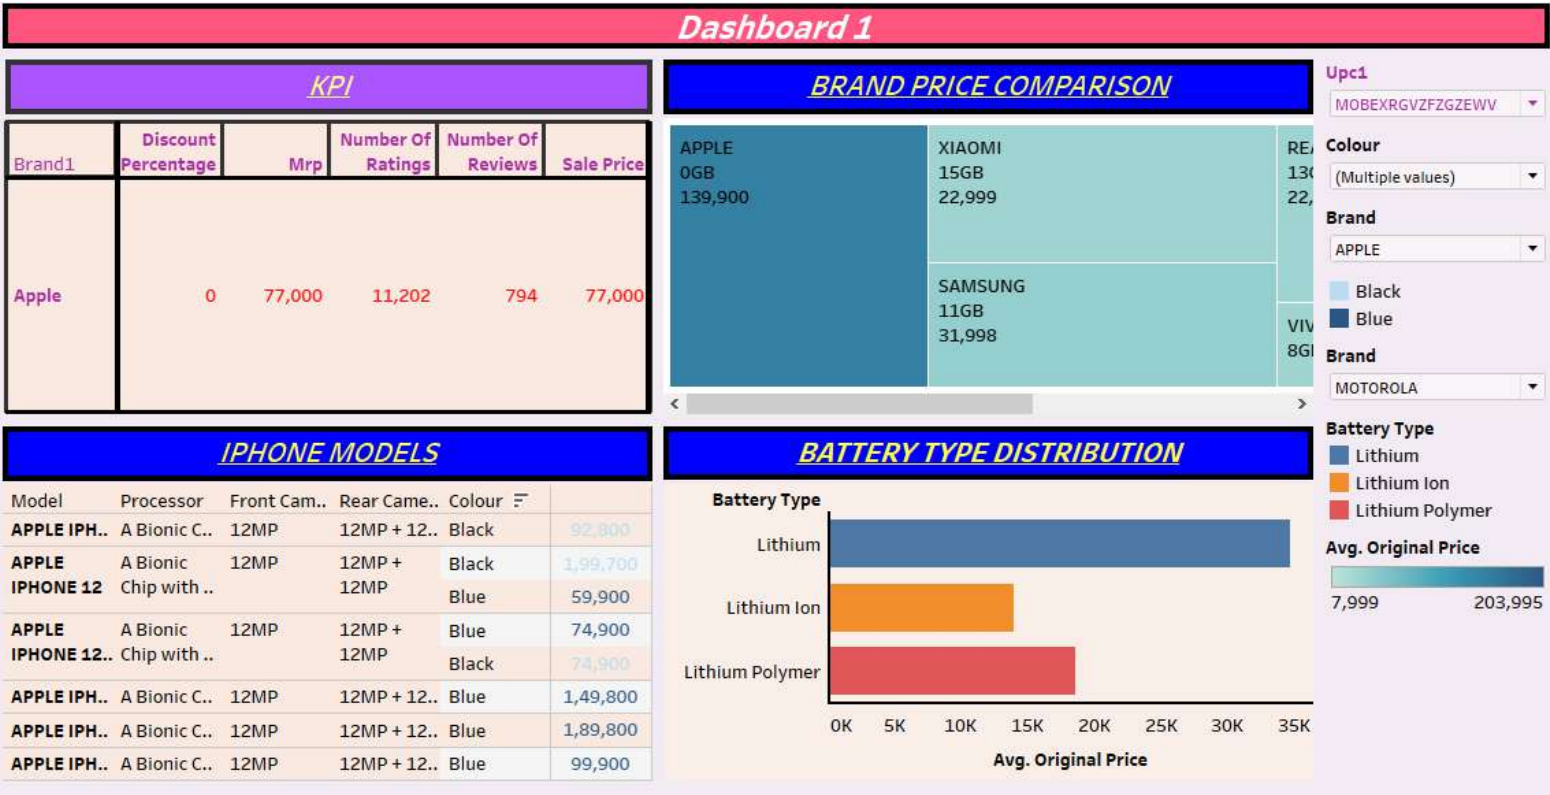 Dashboard 1
KPI
Brand1
Discount Percentage
Mrp
Number Of Ratings
Number Of Reviews
Sale Price
Apple 0 77,000 11,202 794 77,000
BRAND PRICE COMPARISON
APPLE
0GB
139,900
XIAOMI
15GB
22,999
SAMSUNG
11GB
31,998
Upc1
MOBEXRGVZFZGZEWV
Colour
(Multiple values)
Brand
APPLE
Black
Blue
Brand
MOTOROLA
Battery Type
Lithium
Lithium Ion
Lithium Polymer
Avg. Original Price
7,999 203,995
IPHONE MODELS
Model Processor Front Cam.. Rear Came.. Colour
APPLE IPH.. A Bionic C.. 12MP 12MP + 12.. Black 92,800
APPLE A Bionic 12MP 12MP + Black 1,99,700
IPHONE 12 Chip with .. 12MP Blue 59,900
APPLE A Bionic 12MP 12MP + Blue 74,900
IPHONE 12.. Chip with .. 12MP Black 74,900
APPLE IPH.. A Bionic C.. 12MP 12MP + 12.. Blue 1,49,800
APPLE IPH.. A Bionic C.. 12MP 12MP + 12.. Blue 1,89,800
APPLE IPH.. A Bionic C.. 12MP 12MP + 12.. Blue 99,900
BATTERY TYPE DISTRIBUTION
Battery Type
Lithium
Lithium Ion
Lithium Polymer
0K 5K 10K 15K 20K 25K 30K 35K
Avg. Original Price